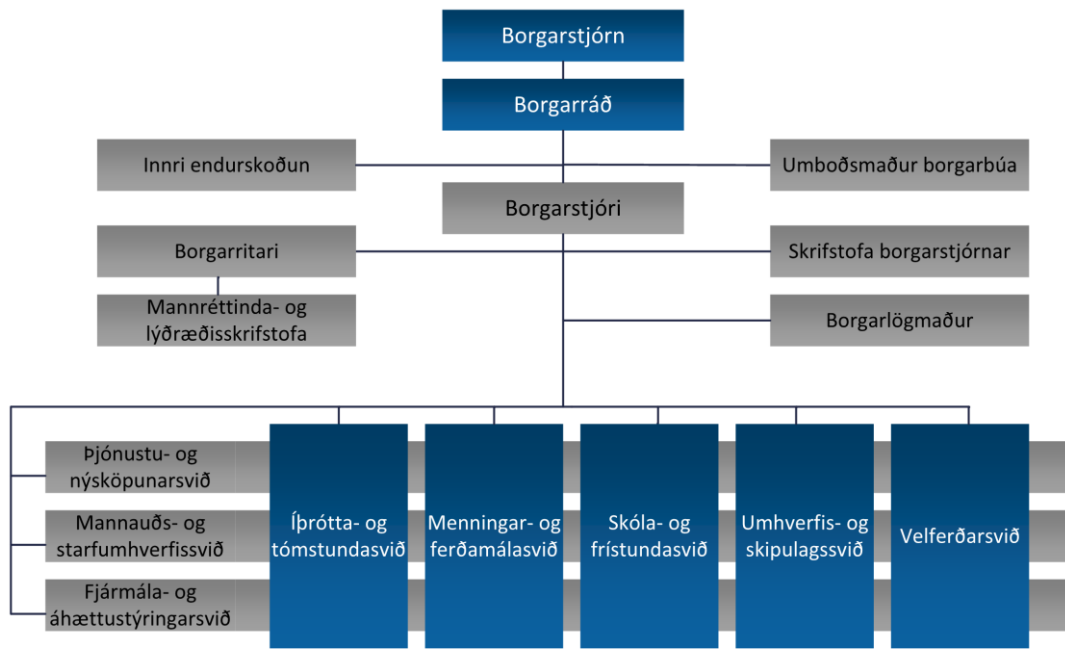 Borgarstjórn
Borgarráð
Innri endurskoðun
Umboðsmaður borgarbúa
Borgarstjóri
Borgarritari
Skrifstofa borgarstjórnar
Mannréttinda- og
lýðræðisskrifstofa
Borgarlögmaður
Þjónustu- og
nýsköpunarsvið
Mannauðs- og
starfumhverfissvið
Fjármála- og
áhættustýringarsvið
Íþrótta- og
tómstundasvið
Menningar- og
ferðamálasvið
Skóla- og
frístundasvið
Umhverfis- og
skipulagssvið
Velferðarsvið